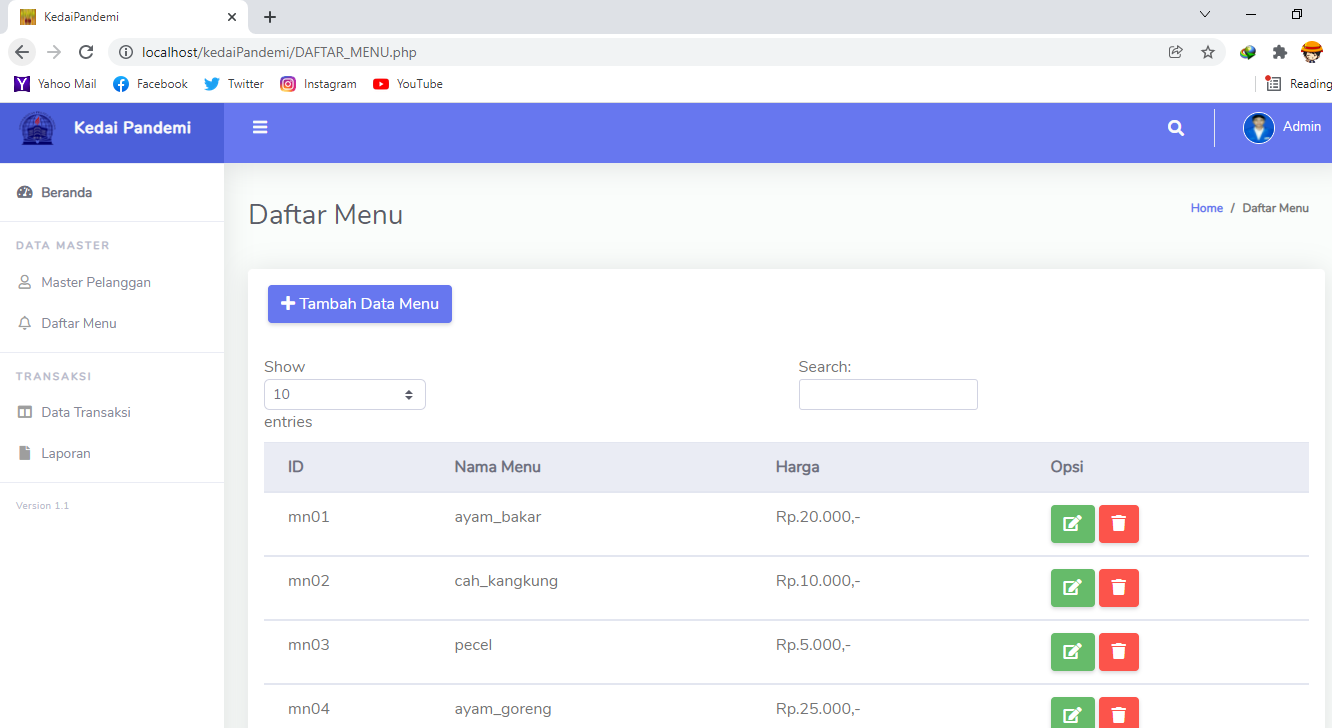 KedaiPandemi
localhost/kedaiPandemi/DAFTAR_MENU.php
Yahoo Mail Facebook Twitter Instagram YouTube Reading
Kedai Pandemi Admin
Beranda
DATA MASTER
Master Pelanggan
Daftar Menu
TRANSAKSI
Data Transaksi
Laporan
Version 1.1
Daftar Menu
Home / Daftar Menu
Tambah Data Menu
Show
10
entries
Search:
ID Nama Menu Harga Opsi
mn01 ayam_bakar Rp.20.000,-
mn02 cah_kangkung Rp.10.000,-
mn03 pecel Rp.5.000,-
mn04 ayam_goreng Rp.25.000,-